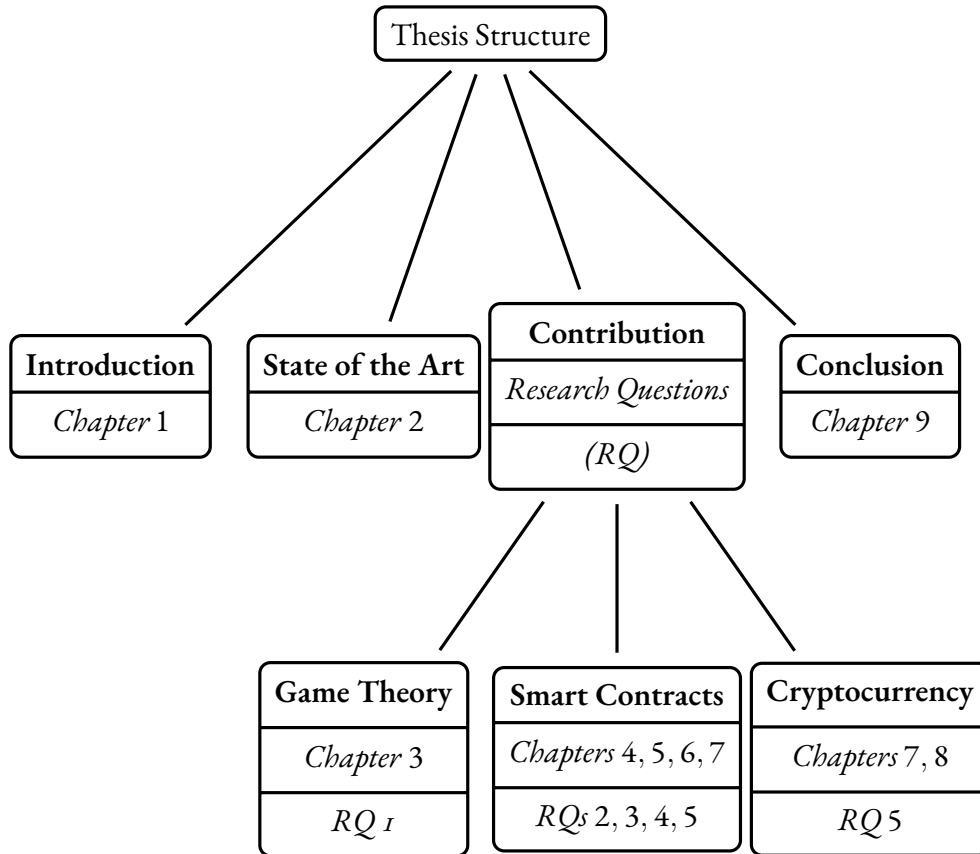 Thesis Structure
Introduction
Chapter 1
State of the Art
Chapter 2
Contribution
Research Questions
(RQ)
Conclusion
Chapter 9
Game Theory
Chapter 3
RQ 1
Smart Contracts
Chapters 4, 5, 6, 7
RQs 2, 3, 4, 5
Cryptocurrency
Chapters 7, 8
RQ 5